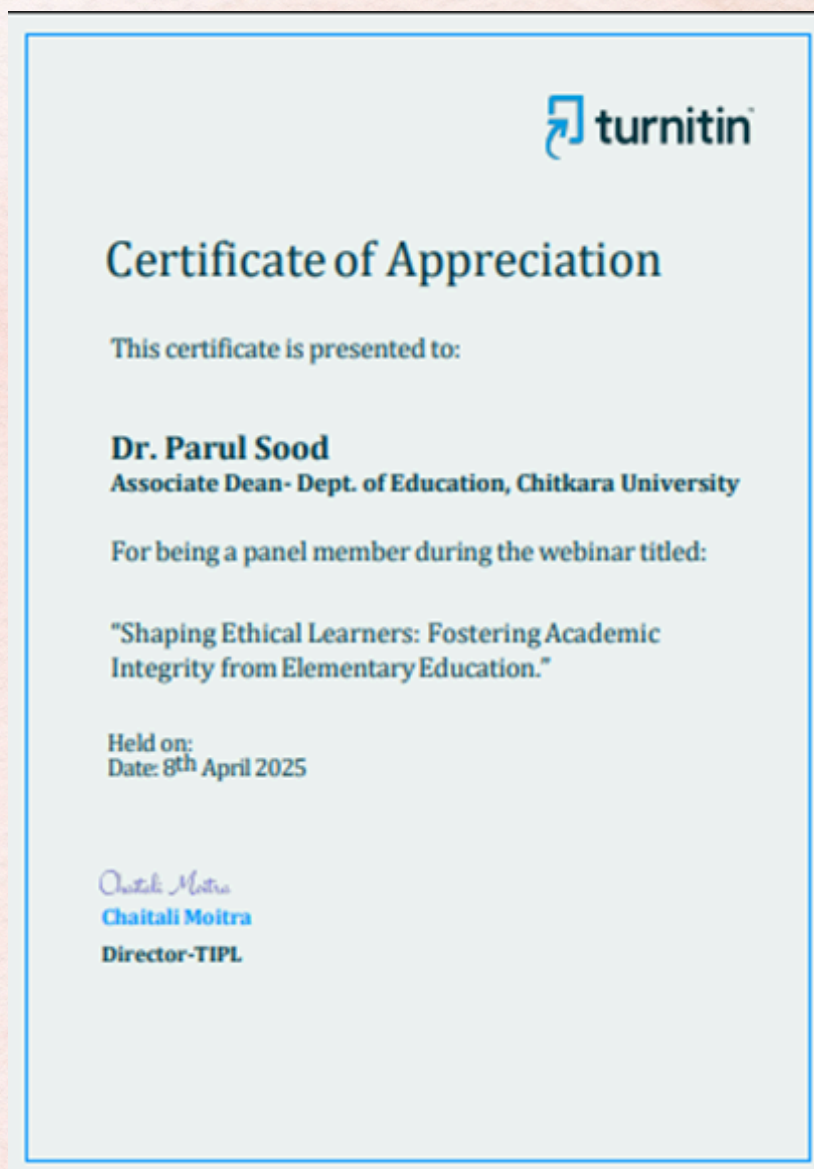 turnitin
Certificate of Appreciation
This certificate is presented to:
Dr. Parul Sood
Associate Dean- Dept. of Education, Chitkara University
For being a panel member during the webinar titled:
"Shaping Ethical Learners: Fostering Academic
Integrity from Elementary Education."
Held on:
Date: 8th April 2025
Chaitali Moitra
Chaitali Moitra
Director-TIPL